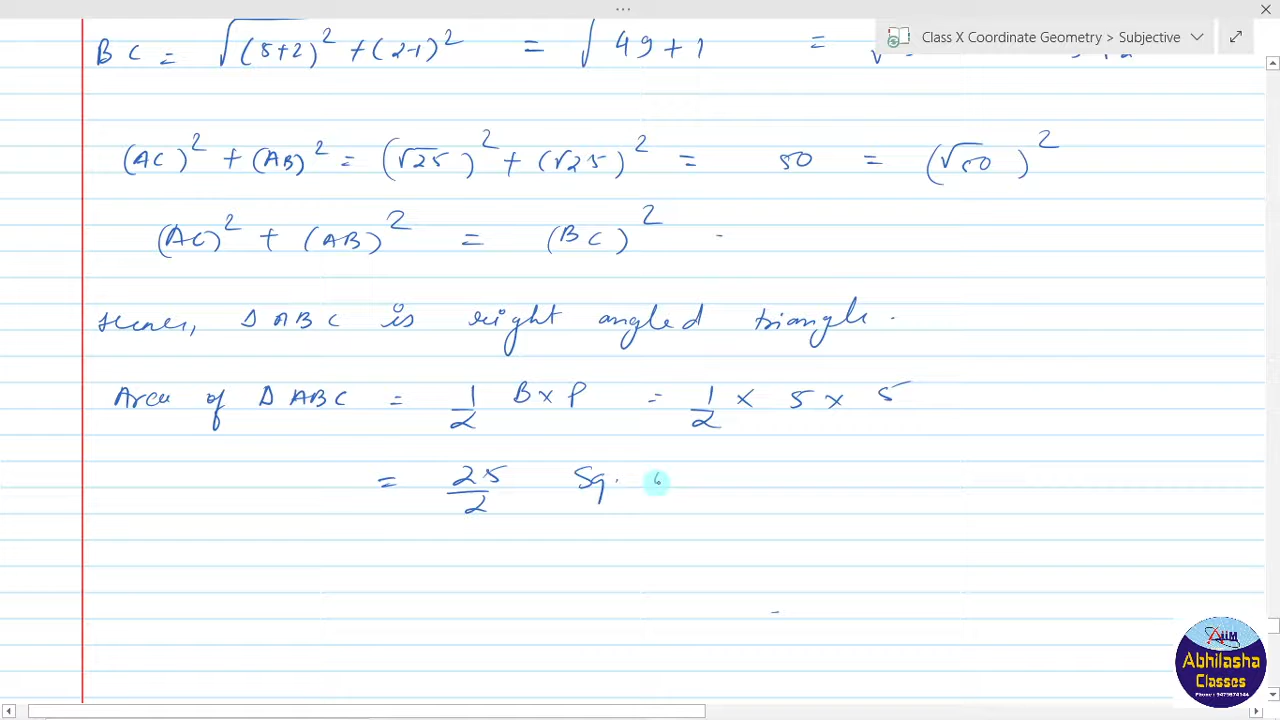 Class X Coordinate Geometry > Subjective
BC = √(5+2)² + (2-1)² = √49+1 =
(AC)² + (AB)² = (√25)² + (√25)² = 50 = (√50)²
(AC)² + (AB)² = (BC)²
Hence, Δ ABC is right angled triangle.
Area of Δ ABC = 1/2 B × P = 1/2 × 5 × 5
= 25/2 Sq.
AIIM
Abhilasha
Classes